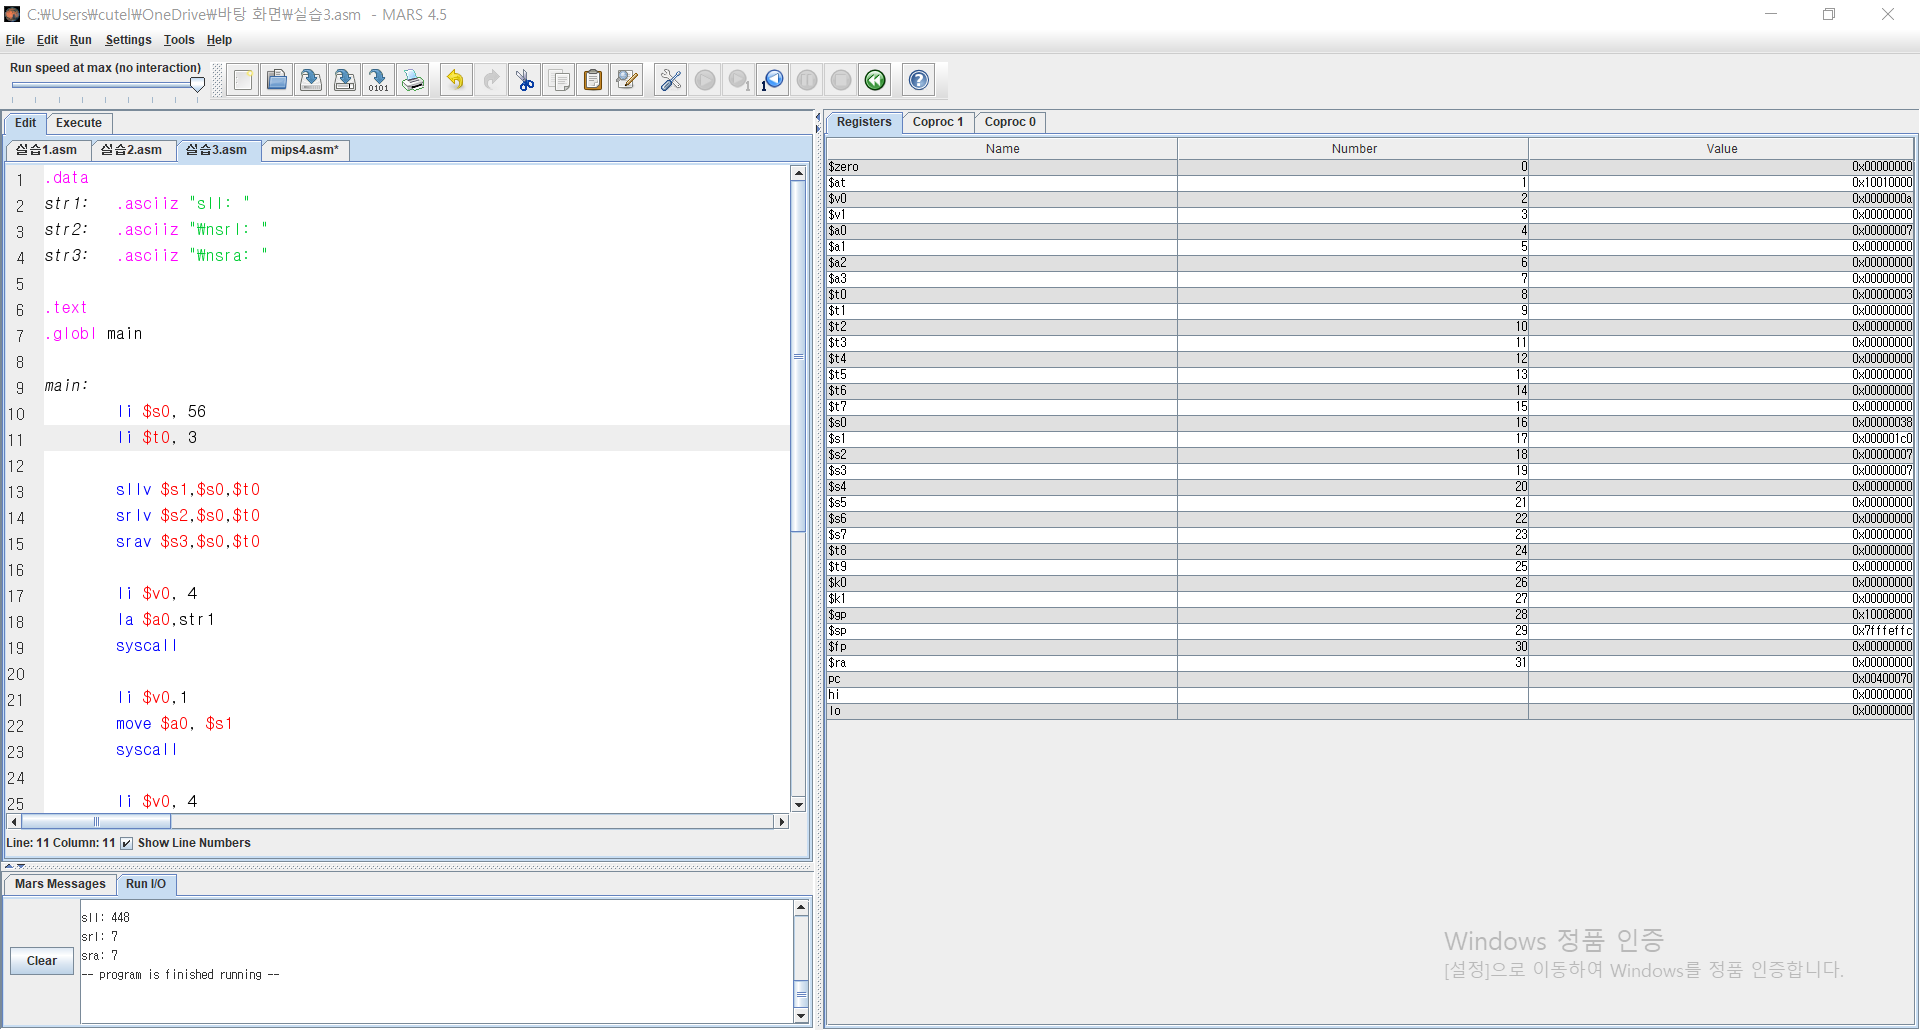 C:₩Users₩cutel₩OneDrive₩바탕 화면₩실습3.asm - MARS 4.5
File Edit Run Settings Tools Help
Run speed at max (no interaction)
Edit Execute
실습1.asm 실습2.asm 실습3.asm mips4.asm*
1 .data
2 str1: .asciiz "sll: "
3 str2: .asciiz "₩nsrl: "
4 str3: .asciiz "₩nsra: "
5
6 .text
7 .globl main
8
9 main:
10 li $s0, 56
11 li $t0, 3
12
13 sllv $s1,$s0,$t0
14 srlv $s2,$s0,$t0
15 srav $s3,$s0,$t0
16
17 li $v0, 4
18 la $a0,str1
19 syscall
20
21 li $v0,1
22 move $a0, $s1
23 syscall
24
25 li $v0, 4
Line: 11 Column: 11 Show Line Numbers
Mars Messages Run I/O
Clear
sll: 448
srl: 7
sra: 7
-- program is finished running --
Registers Coproc 1 Coproc 0
Name Number Value
$zero 0 0x00000000
$at 1 0x10010000
$v0 2 0x0000000a
$v1 3 0x00000000
$a0 4 0x00000007
$a1 5 0x00000000
$a2 6 0x00000000
$a3 7 0x00000000
$t0 8 0x00000003
$t1 9 0x00000000
$t2 10 0x00000000
$t3 11 0x00000000
$t4 12 0x00000000
$t5 13 0x00000000
$t6 14 0x00000000
$t7 15 0x00000000
$s0 16 0x00000038
$s1 17 0x000001c0
$s2 18 0x00000007
$s3 19 0x00000007
$s4 20 0x00000000
$s5 21 0x00000000
$s6 22 0x00000000
$s7 23 0x00000000
$t8 24 0x00000000
$t9 25 0x00000000
$k0 26 0x00000000
$k1 27 0x00000000
$gp 28 0x10008000
$sp 29 0x7fffeffc
$fp 30 0x00000000
$ra 31 0x00000000
pc 0x00400070
hi 0x00000000
lo 0x00000000
Windows 정품 인증
[설정]으로 이동하여 Windows를 정품 인증합니다.